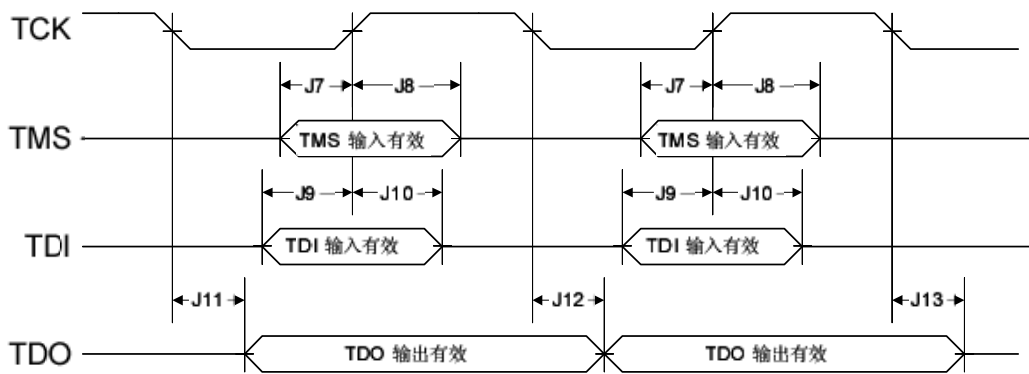 TCK
J7 J8 J7 J8
TMS TMS 输入有效 TMS 输入有效
J9 J10 J9 J10
TDI TDI 输入有效 TDI 输入有效
J11 J12 J13
TDO TDO 输出有效 TDO 输出有效